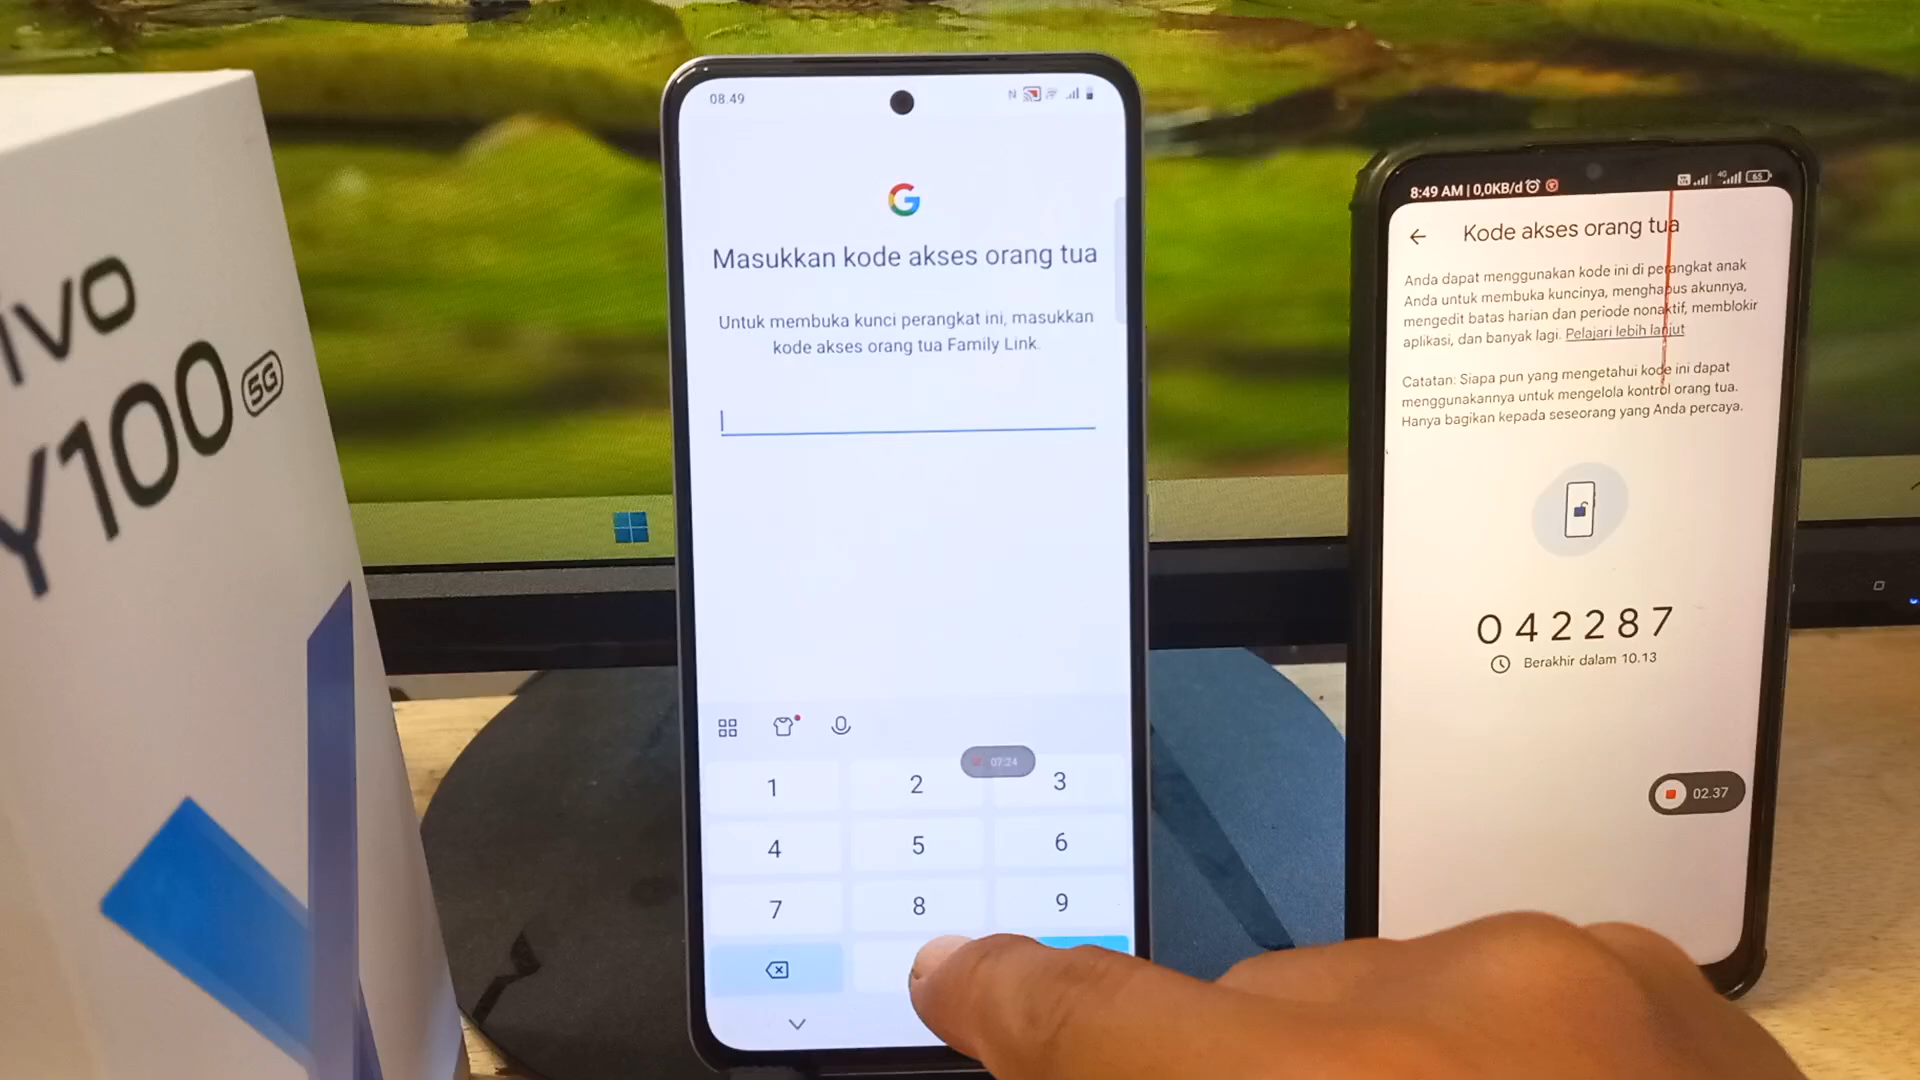 vivo
Y100 5G
08.49
Masukkan kode akses orang tua
Untuk membuka kunci perangkat ini, masukkan
kode akses orang tua Family Link.
07:24
1 2 3
4 5 6
7 8 9
8:49 AM | 0,0KB/d
4G
65
Kode akses orang tua
Anda dapat menggunakan kode ini di perangkat anak
Anda untuk membuka kuncinya, menghapus akunnya,
mengedit batas harian dan periode nonaktif, memblokir
aplikasi, dan banyak lagi. Pelajari lebih lanjut
Catatan: Siapa pun yang mengetahui kode ini dapat
menggunakannya untuk mengelola kontrol orang tua.
Hanya bagikan kepada seseorang yang Anda percaya.
042287
Berakhir dalam 10.13
02.37